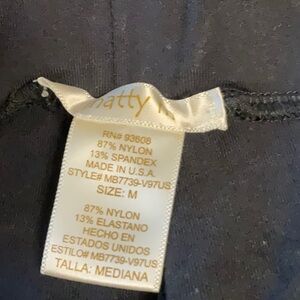 natty
RN# 93608
87% NYLON
13% SPANDEX
MADE IN U.S.A.
STYLE# MB7739-V97US
SIZE: M
87% NYLON
13% ELASTANO
HECHO EN
ESTADOS UNIDOS
ESTILO# MB7739-V97US
TALLA: MEDIANA